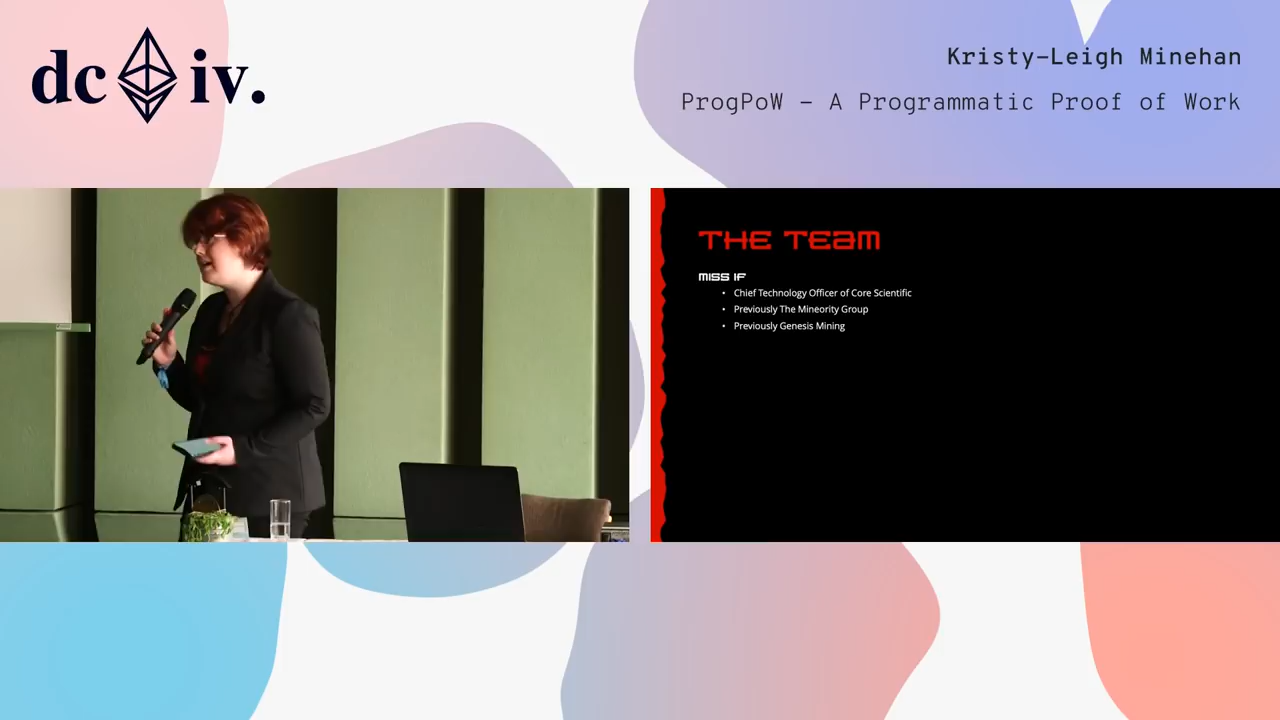 dc iv.
Kristy-Leigh Minehan
ProgPoW - A Programmatic Proof of Work
THE TEAM
MISS IF
• Chief Technology Officer of Core Scientific
• Previously The Mineority Group
• Previously Genesis Mining